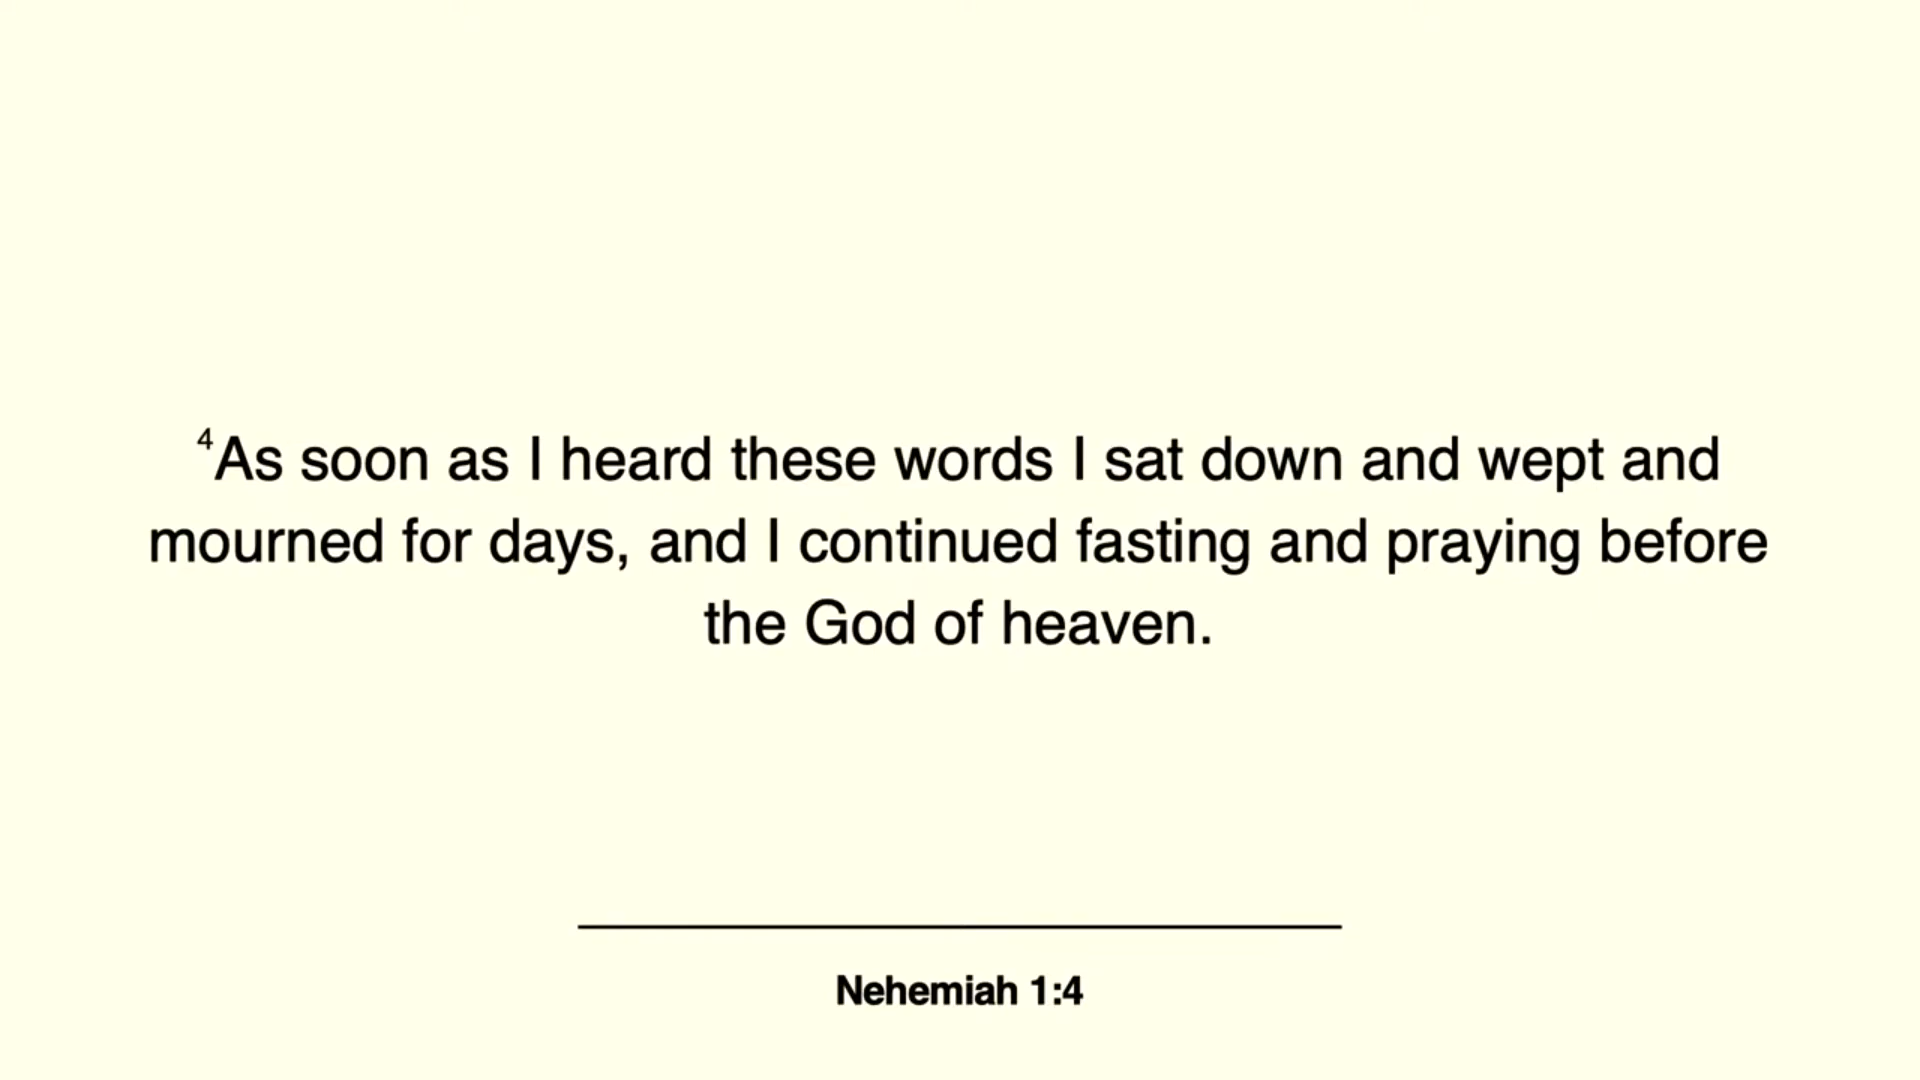 4As soon as I heard these words I sat down and wept and
mourned for days, and I continued fasting and praying before
the God of heaven.
Nehemiah 1:4